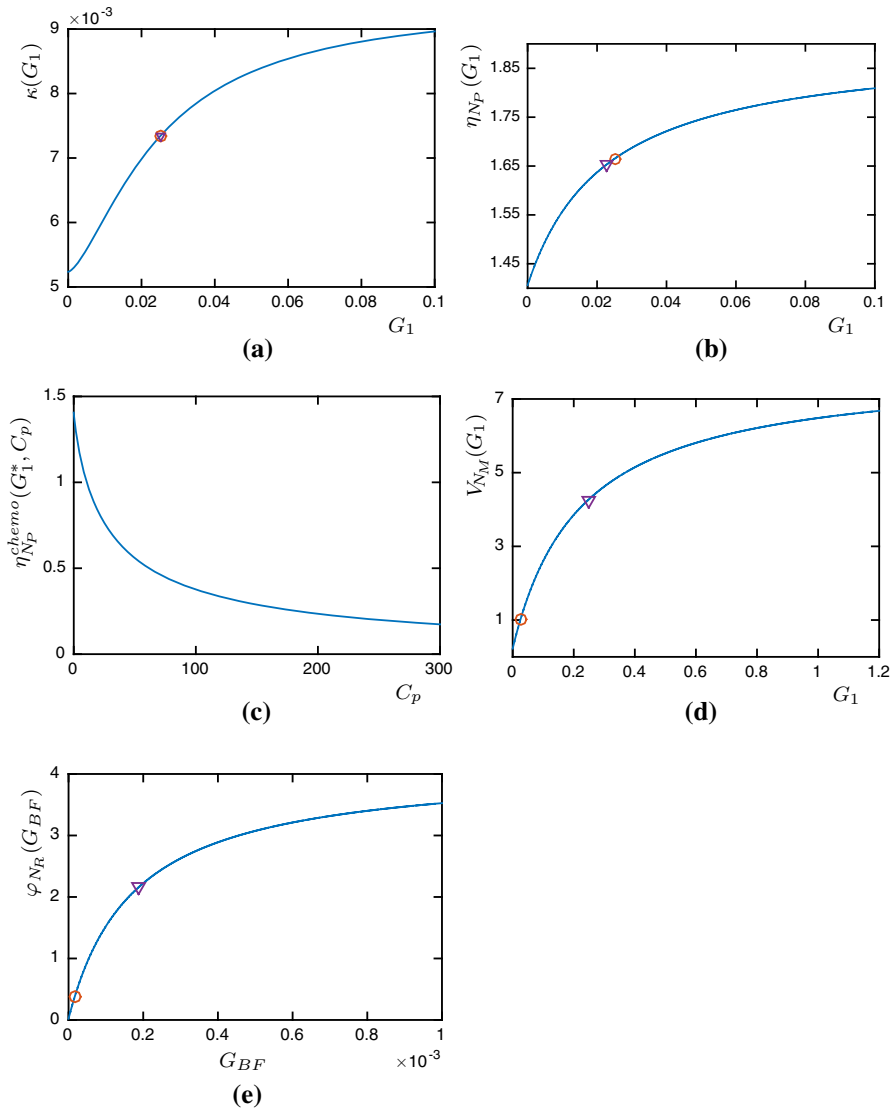 ×10⁻³
9
8
7
6
5
κ(G₁)
0 0.02 0.04 0.06 0.08 0.1
G₁
(a)
1.85
1.75
1.65
1.55
1.45
η_{N_P}(G₁)
0 0.02 0.04 0.06 0.08 0.1
G₁
(b)
1.5
1
0.5
0
η_{N_P}^{chemo}(G₁*, C_p)
0 100 200 300
C_p
(c)
7
5
3
1
V_{N_M}(G₁)
0 0.2 0.4 0.6 0.8 1 1.2
G₁
(d)
4
3
2
1
0
φ_{N_R}(G_{BF})
0 0.2 0.4 0.6 0.8 1
G_{BF}
×10⁻³
(e)